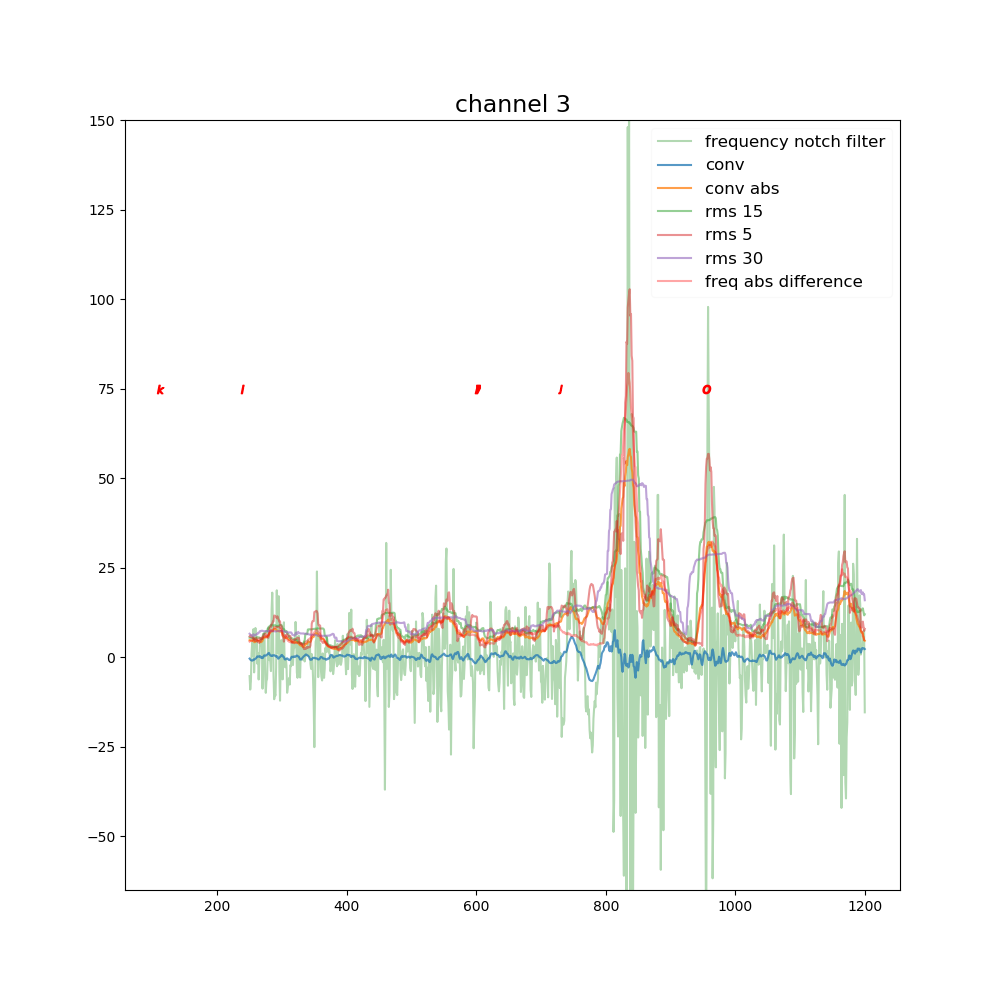 channel 3
150
125
100
75
50
25
0
−25
−50
frequency notch filter
conv
conv abs
rms 15
rms 5
rms 30
freq abs difference
k l , j o
200 400 600 800 1000 1200